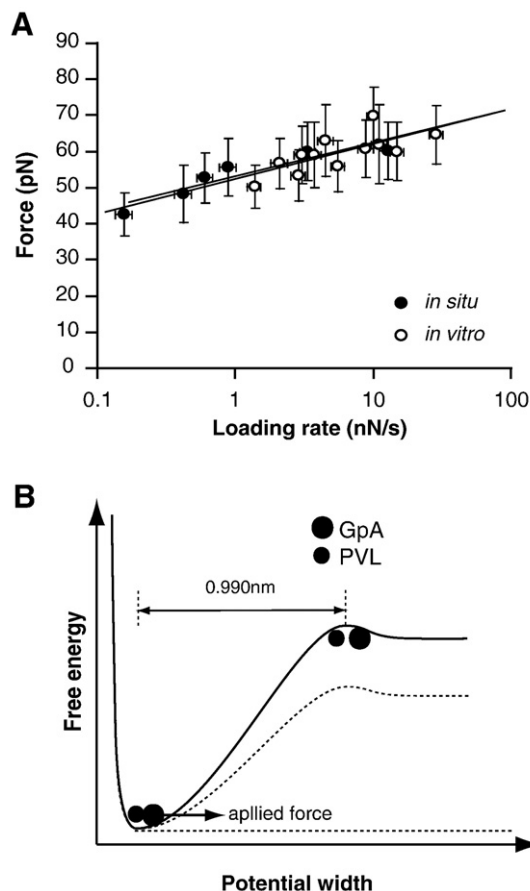 A
90
80
70
60
50
40
30
20
10
0
Force (pN)
in situ
in vitro
0.1 1 10 100
Loading rate (nN/s)
B
GpA
PVL
0.990nm
Free energy
apllied force
Potential width